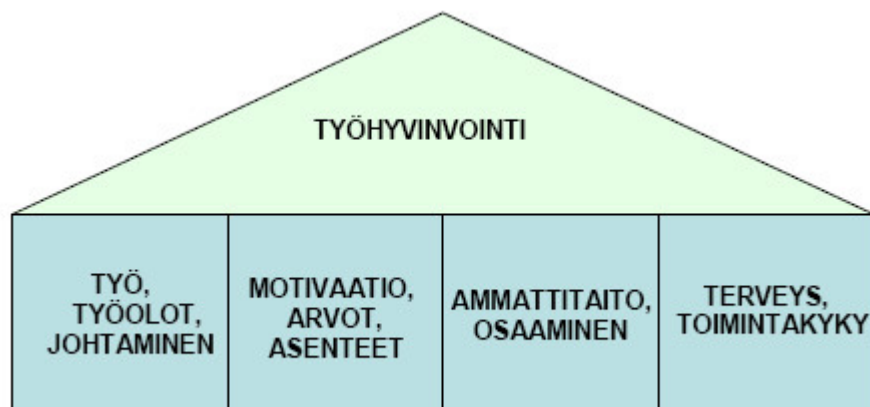 TYÖHYVINVOINTI
TYÖ,
TYÖOLOT,
JOHTAMINEN
MOTIVAATIO,
ARVOT,
ASENTEET
AMMATTITAITO,
OSAAMINEN
TERVEYS,
TOIMINTAKYKY